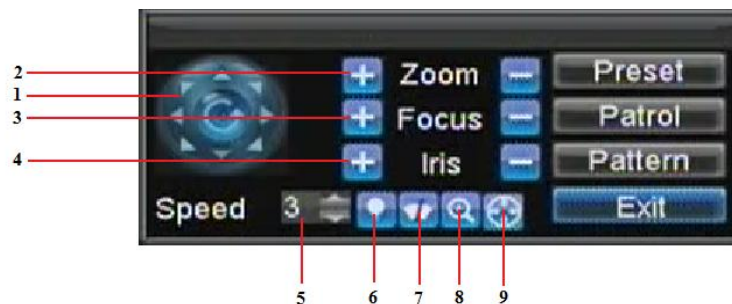 2
1
3
4
+ Zoom − Preset
+ Focus − Patrol
+ Iris − Pattern
Speed 3 Exit
5 6 7 8 9